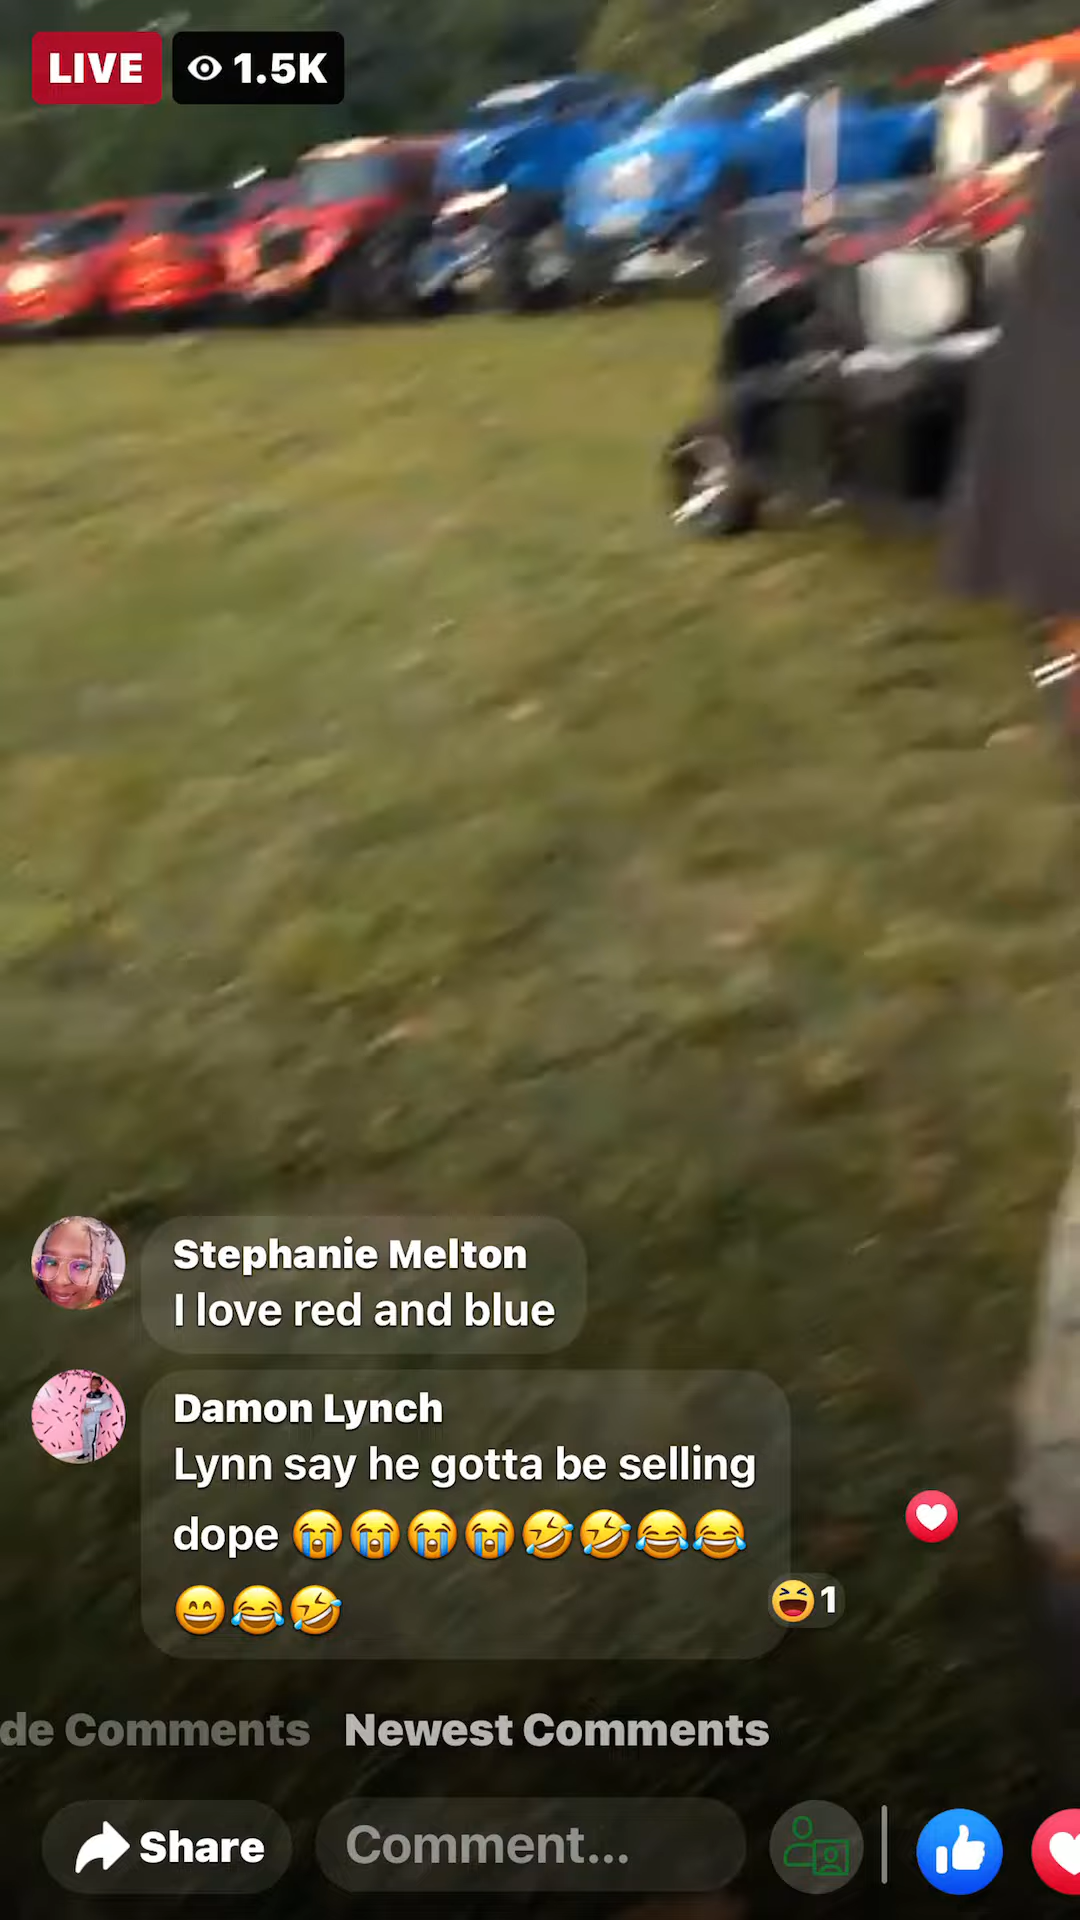 LIVE 1.5K
Stephanie Melton
I love red and blue
Damon Lynch
Lynn say he gotta be selling
dope 😭😭😭😭🤣🤣😂😂
😄😂🤣
😆1
de Comments Newest Comments
Share Comment...